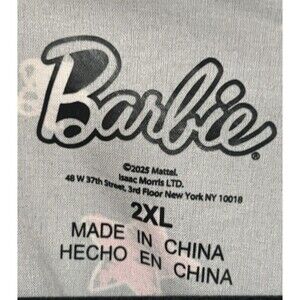 Barbie®
©2025 Mattel.
Isaac Morris LTD.
48 W 37th Street, 3rd Floor New York NY 10018
2XL
MADE IN CHINA
HECHO EN CHINA